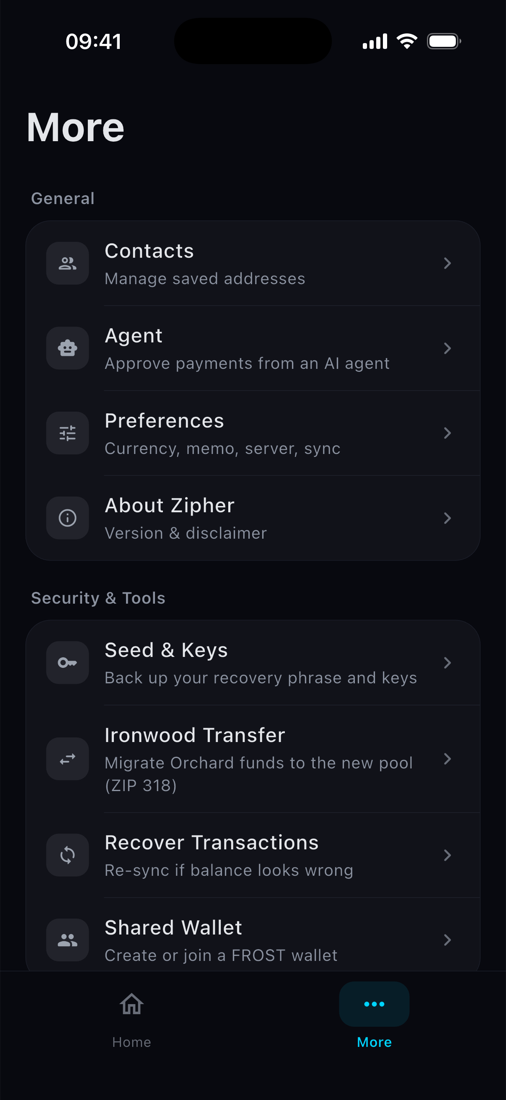 09:41
More
General
Contacts
Manage saved addresses
Agent
Approve payments from an AI agent
Preferences
Currency, memo, server, sync
About Zipher
Version & disclaimer
Security & Tools
Seed & Keys
Back up your recovery phrase and keys
Ironwood Transfer
Migrate Orchard funds to the new pool
(ZIP 318)
Recover Transactions
Re-sync if balance looks wrong
Shared Wallet
Create or join a FROST wallet
Home
More